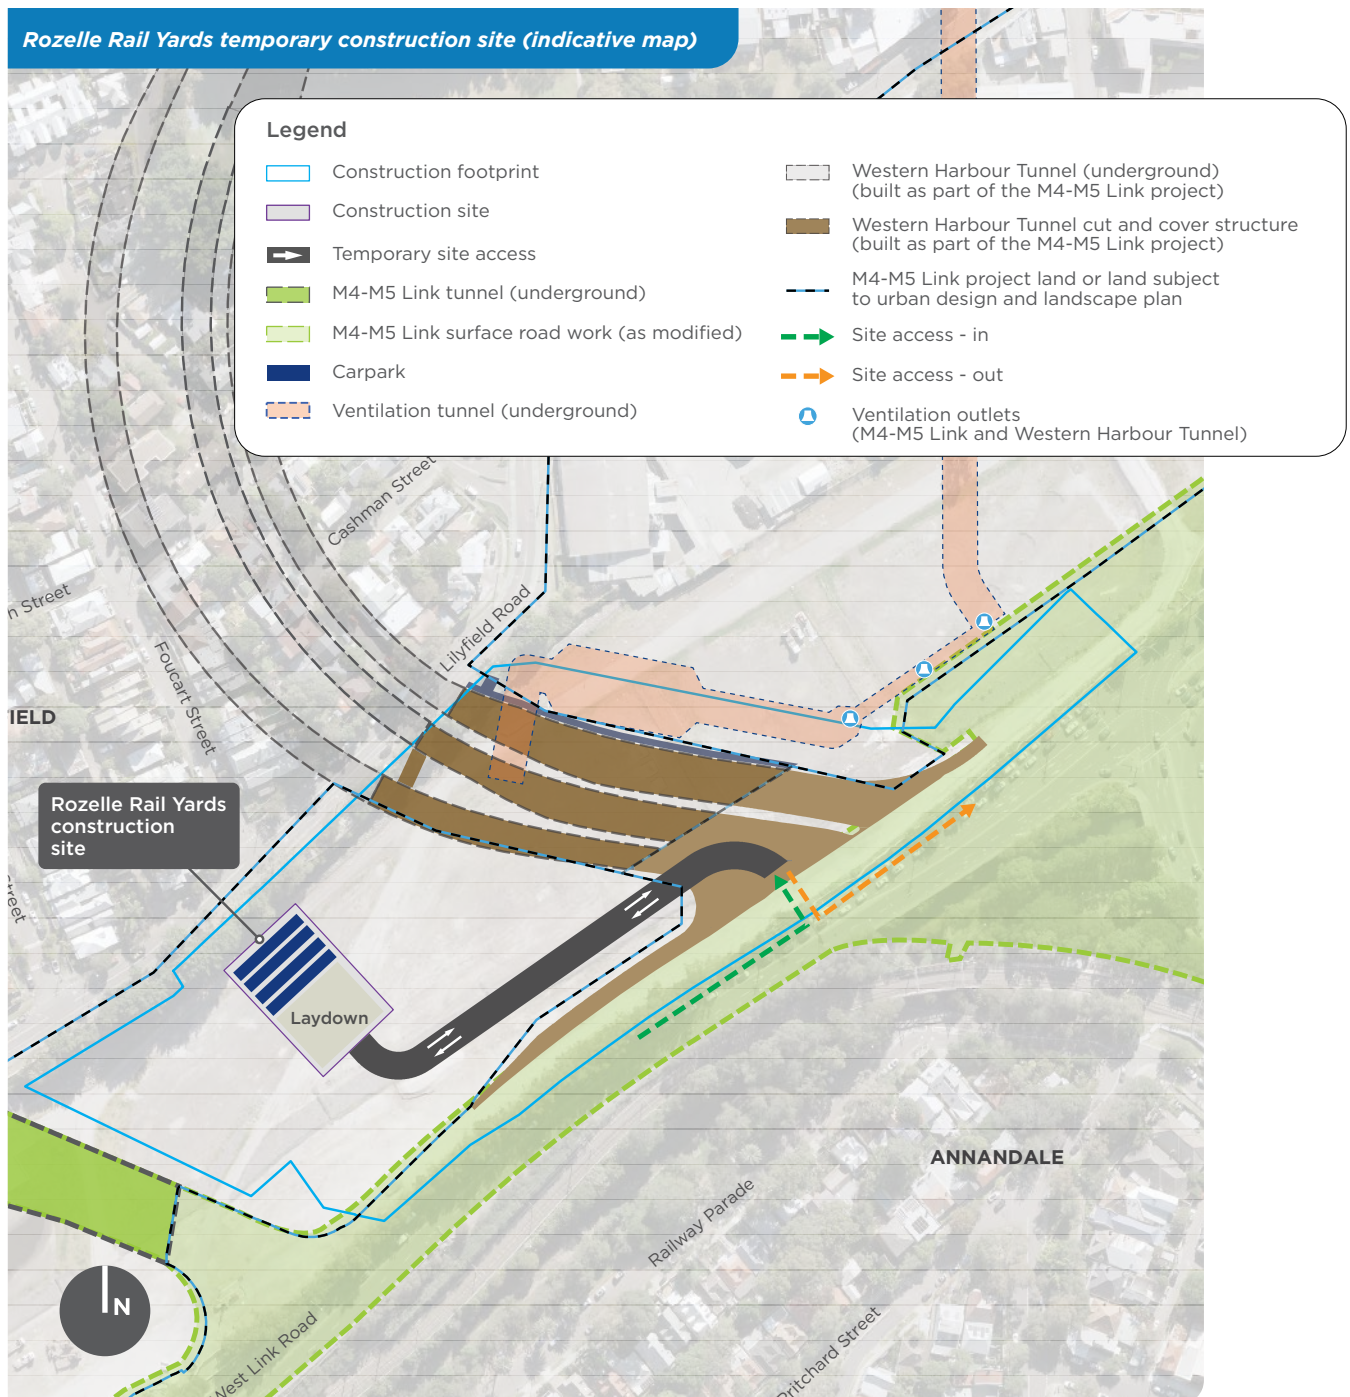 Rozelle Rail Yards temporary construction site (indicative map)
Legend
Construction footprint
Construction site
Temporary site access
M4-M5 Link tunnel (underground)
M4-M5 Link surface road work (as modified)
Carpark
Ventilation tunnel (underground)
Western Harbour Tunnel (underground)
(built as part of the M4-M5 Link project)
Western Harbour Tunnel cut and cover structure
(built as part of the M4-M5 Link project)
M4-M5 Link project land or land subject
to urban design and landscape plan
Site access - in
Site access - out
Ventilation outlets
(M4-M5 Link and Western Harbour Tunnel)
Cashman Street
Lilyfield Road
n Street
Foucart Street
IELD
Rozelle Rail Yards
construction
site
Street
Laydown
ANNANDALE
Railway Parade
Pritchard Street
West Link Road
N